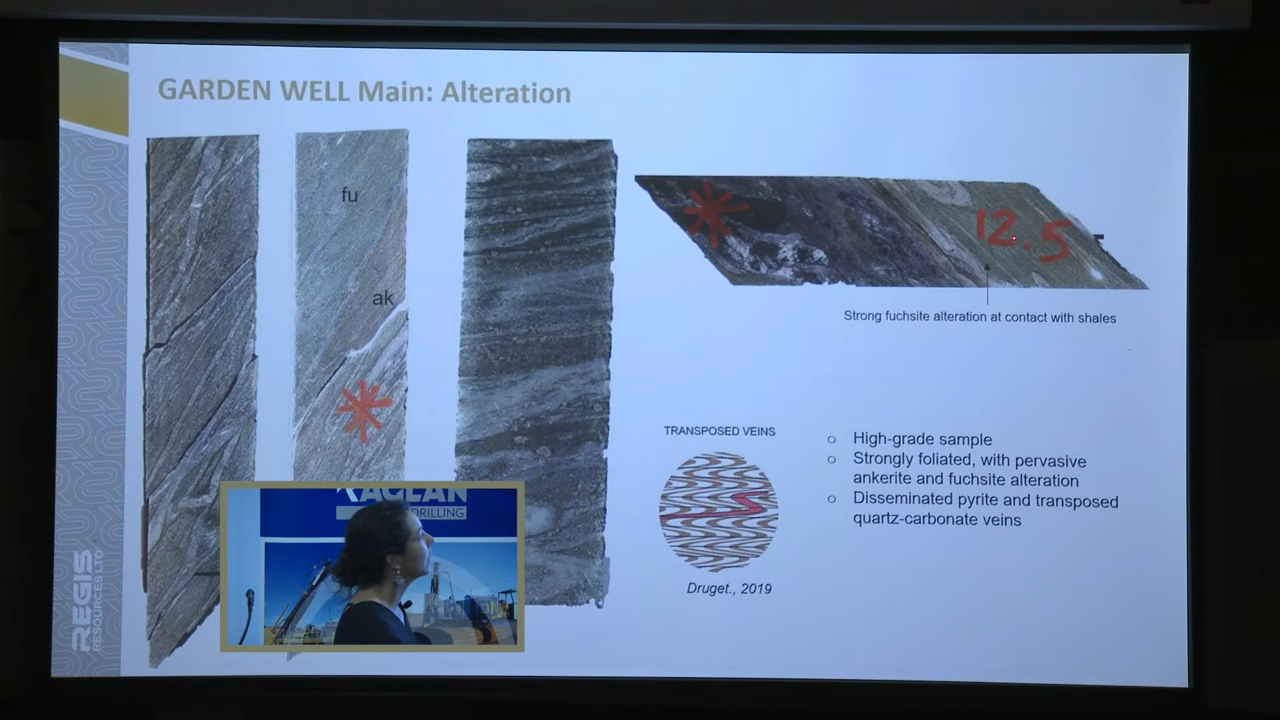 GARDEN WELL Main: Alteration
fu
ak
12.5
Strong fuchsite alteration at contact with shales
TRANSPOSED VEINS
Druget., 2019
o High-grade sample
o Strongly foliated, with pervasive
ankerite and fuchsite alteration
o Disseminated pyrite and transposed
quartz-carbonate veins
REGIS
RESOURCES LTD
DRILLING